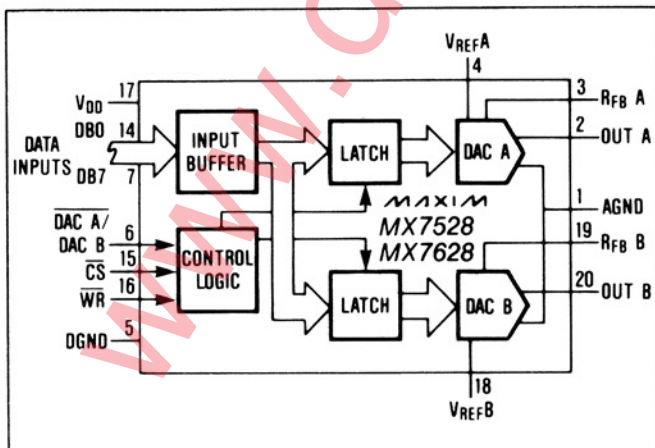 VREFA
4
17
VDD
3
RFB A
DB0
14
DATA
INPUTS
INPUT
BUFFER
LATCH
DAC A
2
OUT A
DB7
7
MAXIM
MX7528
MX7628
1
AGND
DAC A/
DAC B
6
19
RFB B
CS
15
CONTROL
LOGIC
WR
16
LATCH
DAC B
20
OUT B
DGND
5
18
VREFB
www.